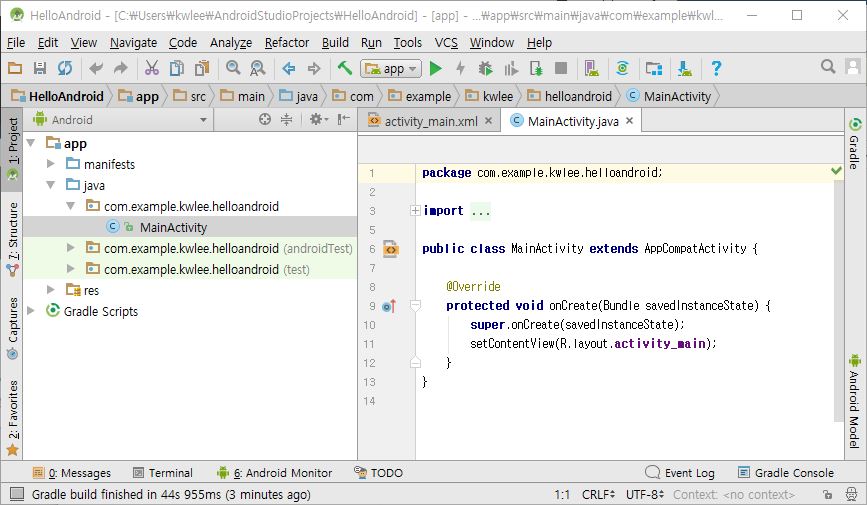 HelloAndroid - [C:₩Users₩kwlee₩AndroidStudioProjects₩HelloAndroid] - [app] - ...₩app₩src₩main₩java₩com₩example₩kwl...
File Edit View Navigate Code Analyze Refactor Build Run Tools VCS Window Help
app
HelloAndroid app src main java com example kwlee helloandroid MainActivity
Android
activity_main.xml
MainActivity.java
1: Project
7: Structure
Captures
2: Favorites
app
manifests
java
com.example.kwlee.helloandroid
MainActivity
com.example.kwlee.helloandroid (androidTest)
com.example.kwlee.helloandroid (test)
res
Gradle Scripts
1 package com.example.kwlee.helloandroid;
2
3 import ...
5
6 public class MainActivity extends AppCompatActivity {
7
8 @Override
9 protected void onCreate(Bundle savedInstanceState) {
10 super.onCreate(savedInstanceState);
11 setContentView(R.layout.activity_main);
12 }
13 }
14
Gradle
Android Model
0: Messages Terminal 6: Android Monitor TODO Event Log Gradle Console
Gradle build finished in 44s 955ms (3 minutes ago) 1:1 CRLF UTF-8 Context: <no context>